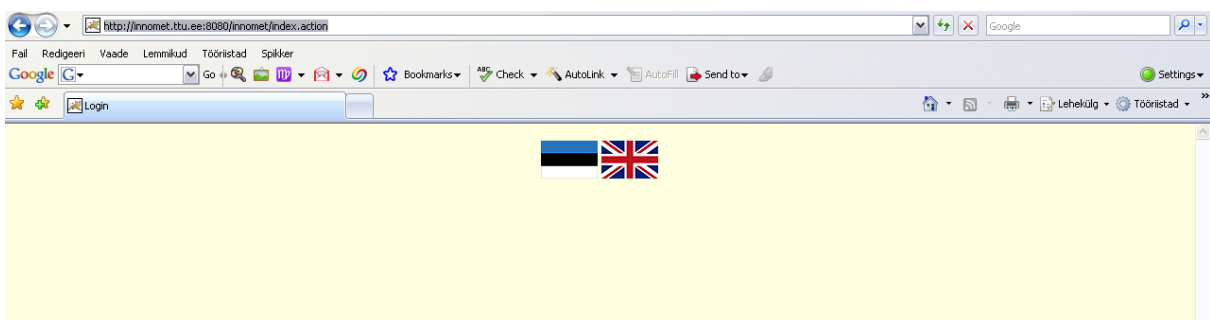 http://innomet.ttu.ee:8080/innomet/index.action Google
Fail Redigeeri Vaade Lemmikud Tööriistad Spikker
Google G Go Bookmarks ABC Check AutoLink AutoFill Send to Settings
Login Lehekülg Tööriistad »